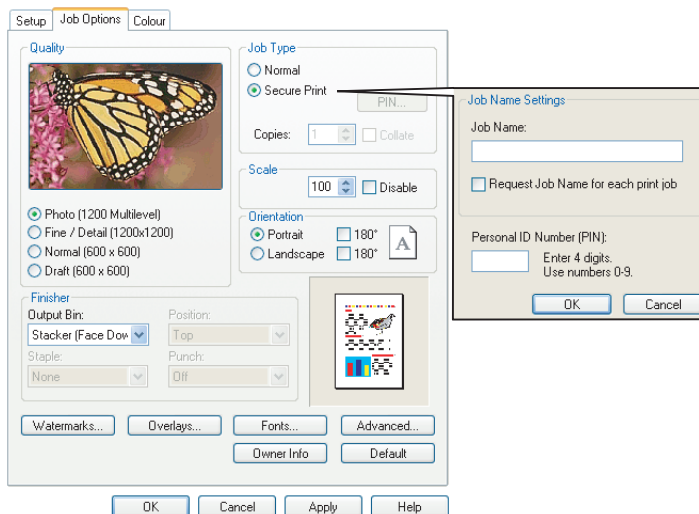 Setup
Job Options
Colour
Quality
Photo (1200 Multilevel)
Fine / Detail (1200x1200)
Normal (600 x 600)
Draft (600 x 600)
Job Type
Normal
Secure Print
PIN...
Copies: 1 Collate
Scale
100 Disable
Orientation
Portrait 180°
Landscape 180°
A
Finisher
Output Bin: Position:
Stacker (Face Dow Top
Staple: Punch:
None Off
Watermarks... Overlays... Fonts... Advanced...
Owner Info Default
OK Cancel Apply Help
Job Name Settings
Job Name:
Request Job Name for each print job
Personal ID Number (PIN):
Enter 4 digits.
Use numbers 0-9.
OK Cancel